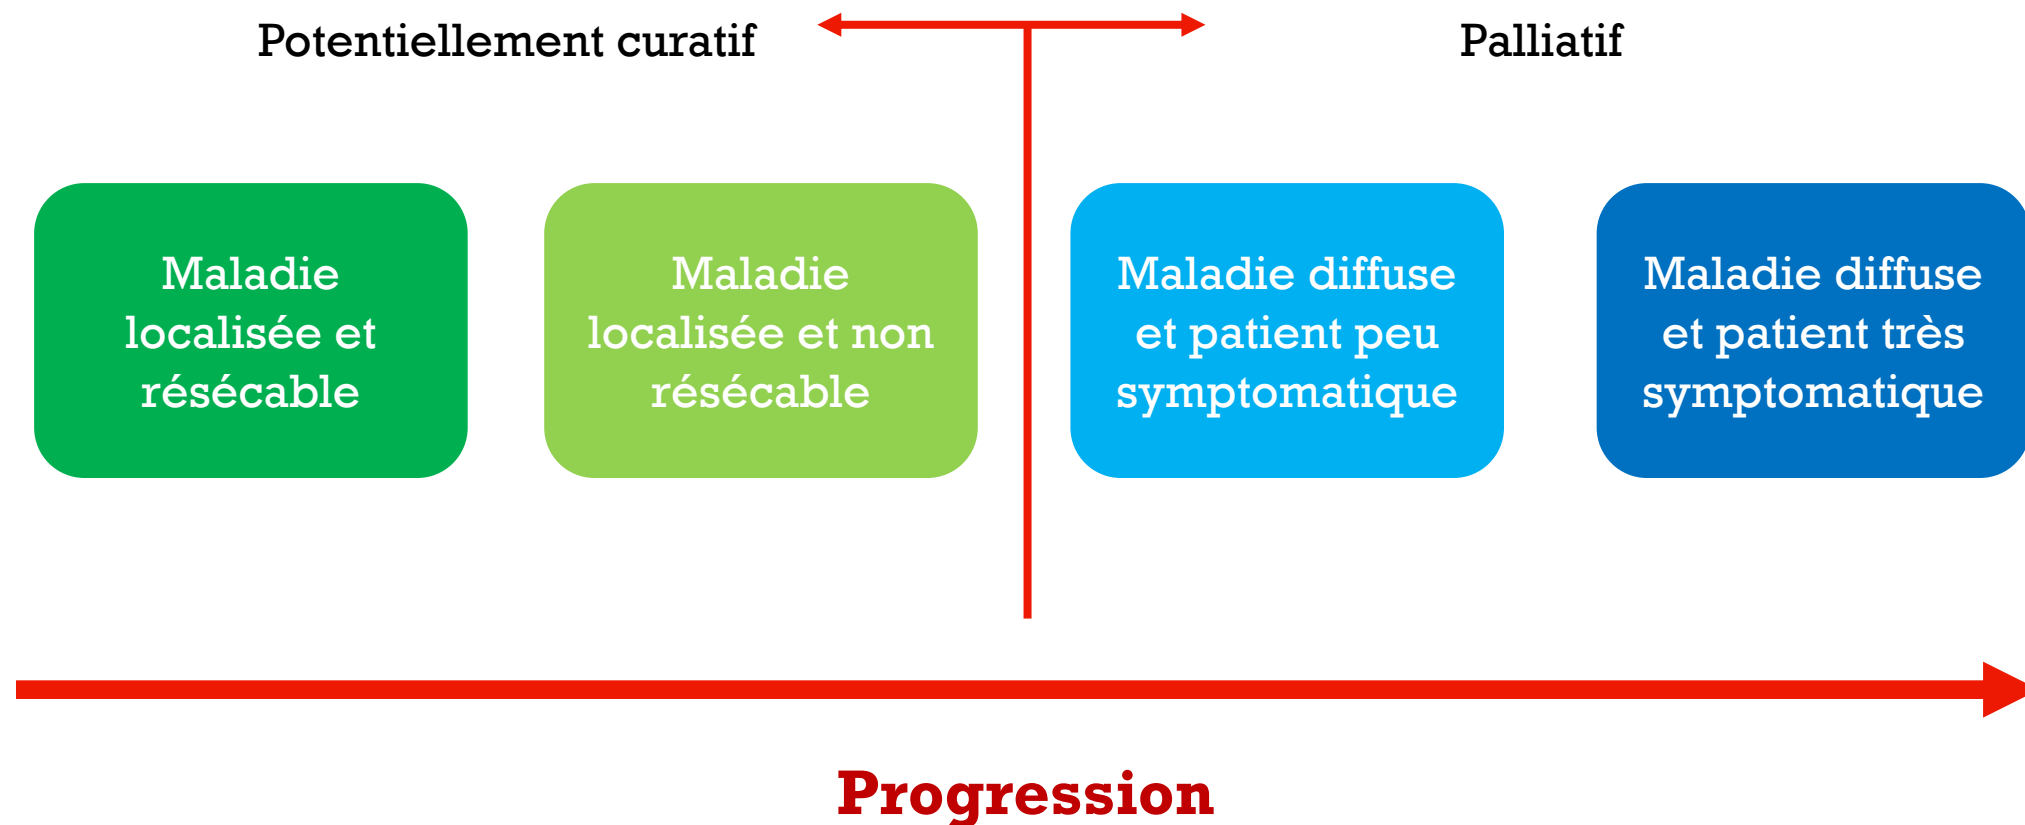 Potentiellement curatif
Palliatif
Maladie
localisée et
résécable
Maladie
localisée et non
résécable
Maladie diffuse
et patient peu
symptomatique
Maladie diffuse
et patient très
symptomatique
Progression